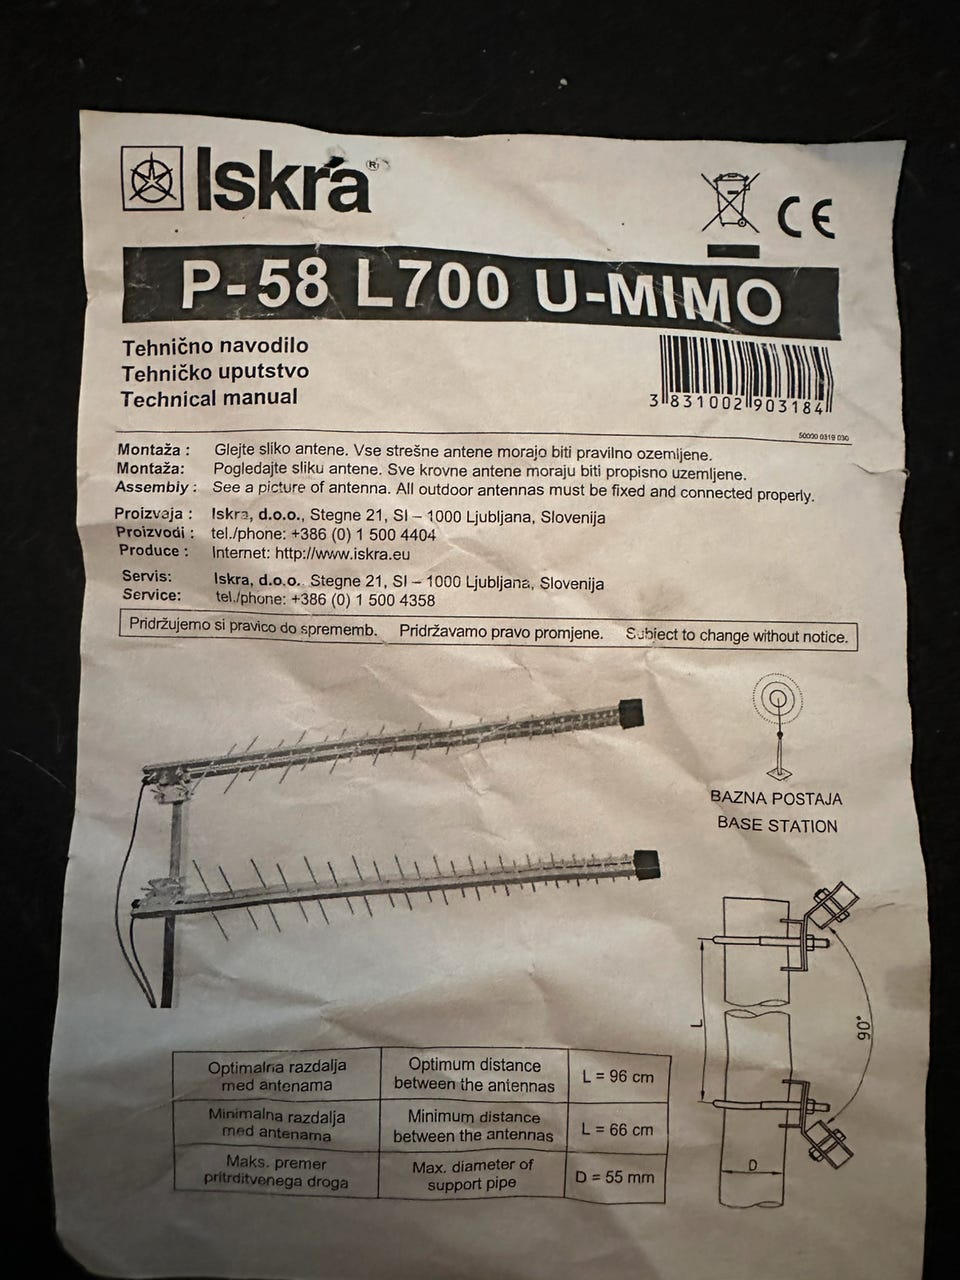 Iskra®
CE
P-58 L700 U-MIMO
Tehnično navodilo
Tehničko uputstvo
Technical manual
3 831002 903184
50000 0319 030
Montaža : Glejte sliko antene. Vse strešne antene morajo biti pravilno ozemljene.
Montaža: Pogledajte sliku antene. Sve krovne antene moraju biti propisno uzemljene.
Assembly : See a picture of antenna. All outdoor antennas must be fixed and connected properly.
Proizvaja : Iskra, d.o.o., Stegne 21, SI – 1000 Ljubljana, Slovenija
Proizvodi : tel./phone: +386 (0) 1 500 4404
Produce : Internet: http://www.iskra.eu
Servis: Iskra, d.o.o. Stegne 21, SI – 1000 Ljubljana, Slovenija
Service: tel./phone: +386 (0) 1 500 4358
Pridržujemo si pravico do sprememb. Pridržavamo pravo promjene. Subject to change without notice.
BAZNA POSTAJA
BASE STATION
L
90°
D
Optimalna razdalja
med antenama
Optimum distance
between the antennas
L = 96 cm
Minimalna razdalja
med antenama
Minimum distance
between the antennas
L = 66 cm
Maks. premer
pritrditvenega droga
Max. diameter of
support pipe
D = 55 mm